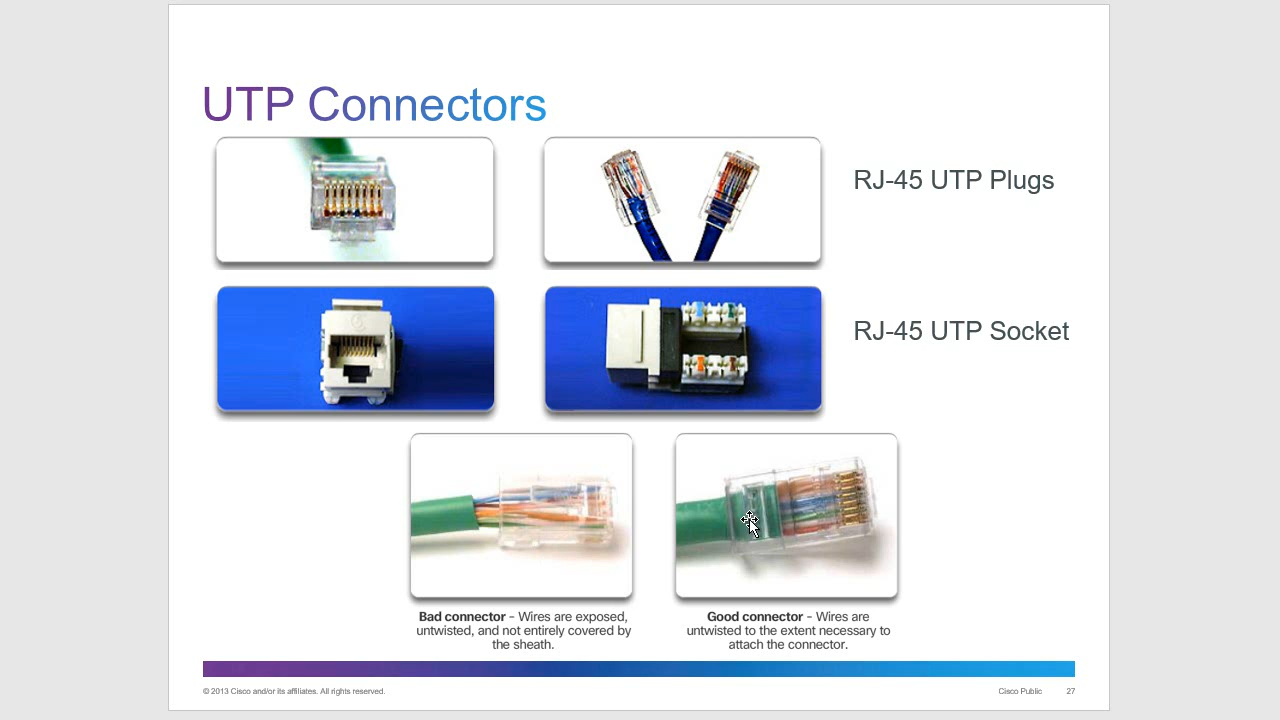 UTP Connectors
RJ-45 UTP Plugs
RJ-45 UTP Socket
Bad connector - Wires are exposed,
untwisted, and not entirely covered by
the sheath.
Good connector - Wires are
untwisted to the extent necessary to
attach the connector.
© 2013 Cisco and/or its affiliates. All rights reserved.
Cisco Public
27